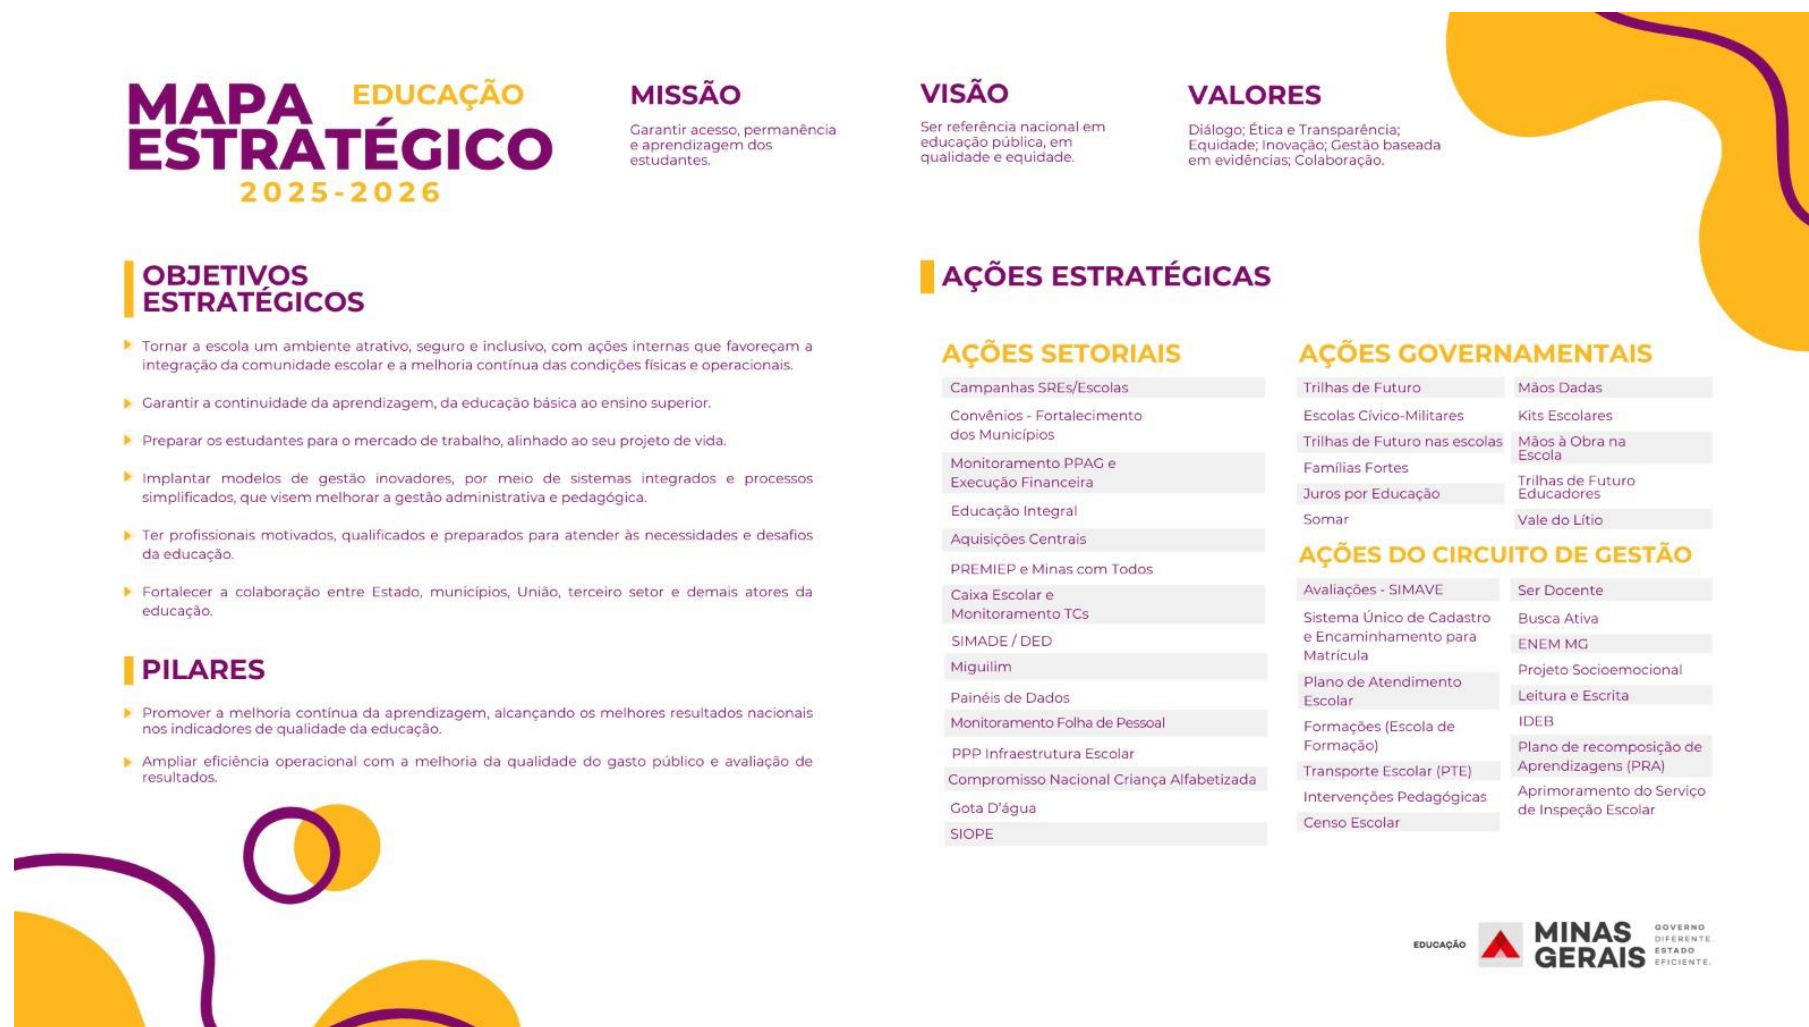 MAPA EDUCAÇÃO
ESTRATÉGICO
2025-2026
MISSÃO
Garantir acesso, permanência
e aprendizagem dos
estudantes.
VISÃO
Ser referência nacional em
educação pública, em
qualidade e equidade.
VALORES
Diálogo; Ética e Transparência;
Equidade; Inovação; Gestão baseada
em evidências; Colaboração.
OBJETIVOS
ESTRATÉGICOS
Tornar a escola um ambiente atrativo, seguro e inclusivo, com ações internas que favoreçam a
integração da comunidade escolar e a melhoria contínua das condições físicas e operacionais.
Garantir a continuidade da aprendizagem, da educação básica ao ensino superior.
Preparar os estudantes para o mercado de trabalho, alinhado ao seu projeto de vida.
Implantar modelos de gestão inovadores, por meio de sistemas integrados e processos
simplificados, que visem melhorar a gestão administrativa e pedagógica.
Ter profissionais motivados, qualificados e preparados para atender às necessidades e desafios
da educação.
Fortalecer a colaboração entre Estado, municípios, União, terceiro setor e demais atores da
educação.
PILARES
Promover a melhoria contínua da aprendizagem, alcançando os melhores resultados nacionais
nos indicadores de qualidade da educação.
Ampliar eficiência operacional com a melhoria da qualidade do gasto público e avaliação de
resultados.
AÇÕES ESTRATÉGICAS
AÇÕES SETORIAIS
Campanhas SREs/Escolas
Convênios - Fortalecimento
dos Municípios
Monitoramento PPAG e
Execução Financeira
Educação Integral
Aquisições Centrais
PREMIEP e Minas com Todos
Caixa Escolar e
Monitoramento TCs
SIMADE / DED
Miguilim
Painéis de Dados
Monitoramento Folha de Pessoal
PPP Infraestrutura Escolar
Compromisso Nacional Criança Alfabetizada
Gota D'água
SIOPE
AÇÕES GOVERNAMENTAIS
Trilhas de Futuro
Escolas Cívico-Militares
Trilhas de Futuro nas escolas
Famílias Fortes
Juros por Educação
Somar
Mãos Dadas
Kits Escolares
Mãos à Obra na
Escola
Trilhas de Futuro
Educadores
Vale do Lítio
AÇÕES DO CIRCUITO DE GESTÃO
Avaliações - SIMAVE
Sistema Único de Cadastro
e Encaminhamento para
Matrícula
Plano de Atendimento
Escolar
Formações (Escola de
Formação)
Transporte Escolar (PTE)
Intervenções Pedagógicas
Censo Escolar
Ser Docente
Busca Ativa
ENEM MG
Projeto Socioemocional
Leitura e Escrita
IDEB
Plano de recomposição de
Aprendizagens (PRA)
Aprimoramento do Serviço
de Inspeção Escolar
EDUCAÇÃO
MINAS
GERAIS
GOVERNO
DIFERENTE.
ESTADO
EFICIENTE.